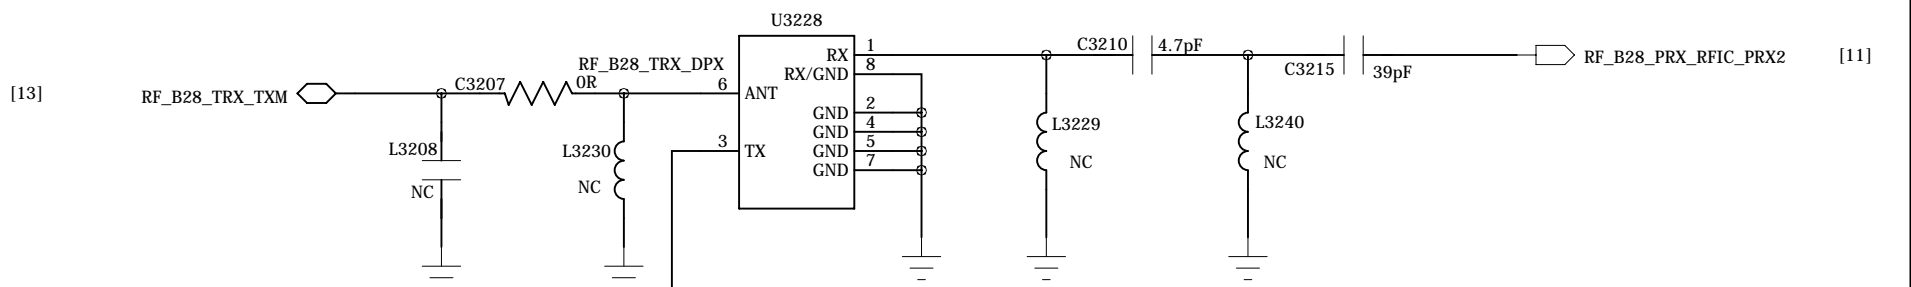 U3228
RX
1
C3210
4.7pF
RF_B28_TRX_DPX
RX/GND
8
C3215
39pF
RF_B28_PRX_RFIC_PRX2
[11]
[13]
RF_B28_TRX_TXM
C3207
0R
6
ANT
GND
2
GND
4
L3208
NC
L3230
NC
3
TX
GND
5
GND
7
L3229
NC
L3240
NC